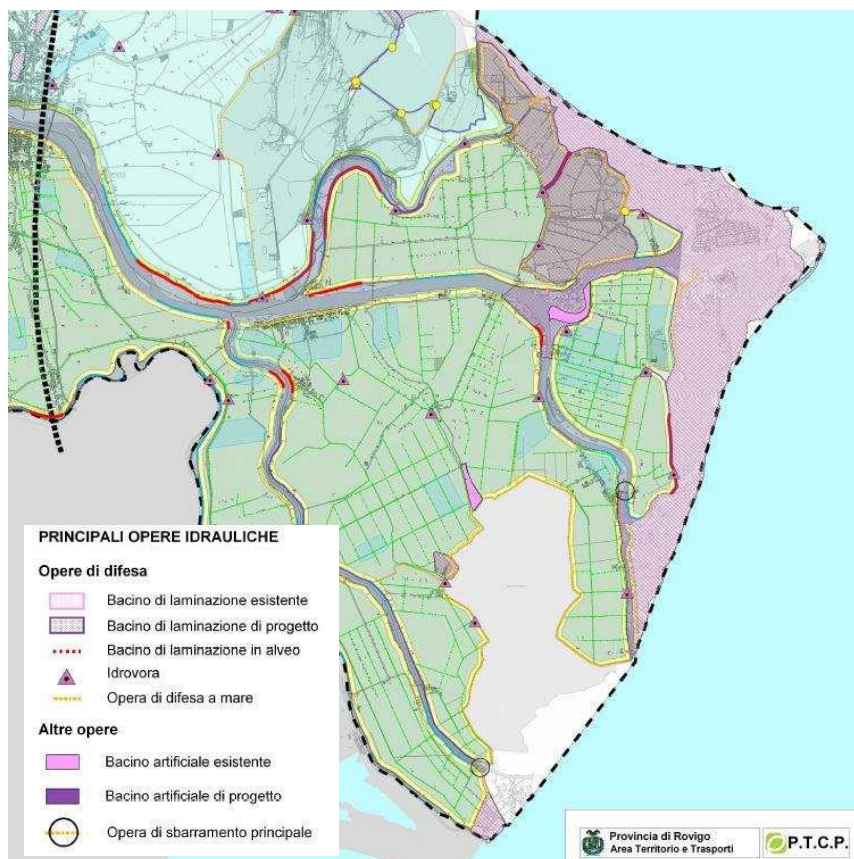 PRINCIPALI OPERE IDRAULICHE
Opere di difesa
Bacino di laminazione esistente
Bacino di laminazione di progetto
Bacino di laminazione in alveo
Idrovora
Opera di difesa a mare
Altre opere
Bacino artificiale esistente
Bacino artificiale di progetto
Opera di sbarramento principale
Provincia di Rovigo
Area Territorio e Trasporti
P.T.C.P.